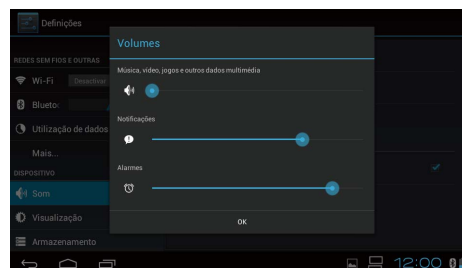 Definições
Volumes
REDES SEM FIOS E OUTRAS
Música, vídeo, jogos e outros dados multimédia
Wi-Fi
Desactivar
Blueto
Notificações
Utilização de dados
Mais...
Alarmes
DISPOSITIVO
Som
Visualização
OK
Armazenamento
12:00